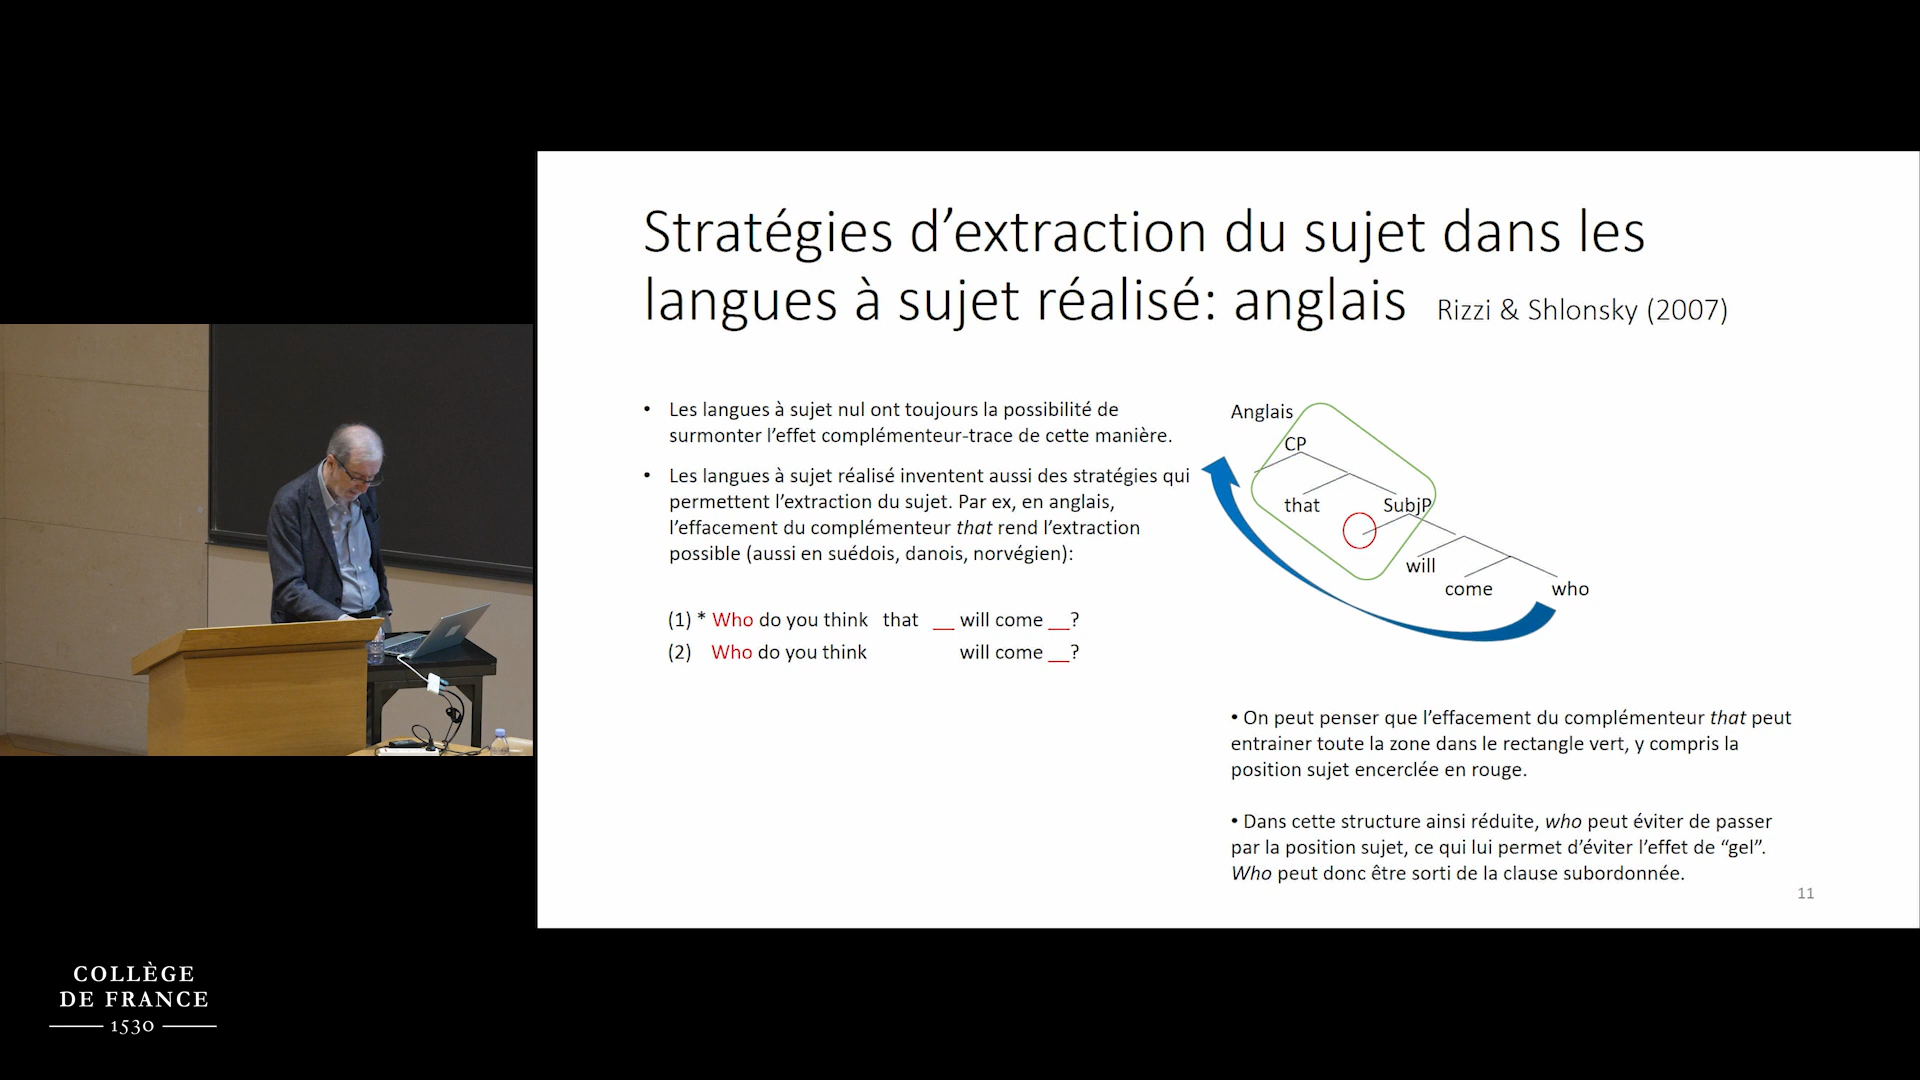 Stratégies d’extraction du sujet dans les
langues à sujet réalisé: anglais Rizzi & Shlonsky (2007)
• Les langues à sujet nul ont toujours la possibilité de
surmonter l’effet complémenteur-trace de cette manière.
• Les langues à sujet réalisé inventent aussi des stratégies qui
permettent l’extraction du sujet. Par ex, en anglais,
l’effacement du complémenteur that rend l’extraction
possible (aussi en suédois, danois, norvégien):
(1) * Who do you think that __ will come __?
(2) Who do you think will come __?
Anglais
CP
that SubjP
will
come who
• On peut penser que l’effacement du complémenteur that peut
entrainer toute la zone dans le rectangle vert, y compris la
position sujet encerclée en rouge.
• Dans cette structure ainsi réduite, who peut éviter de passer
par la position sujet, ce qui lui permet d’éviter l’effet de “gel”.
Who peut donc être sorti de la clause subordonnée.
11
COLLÈGE
DE FRANCE
1530